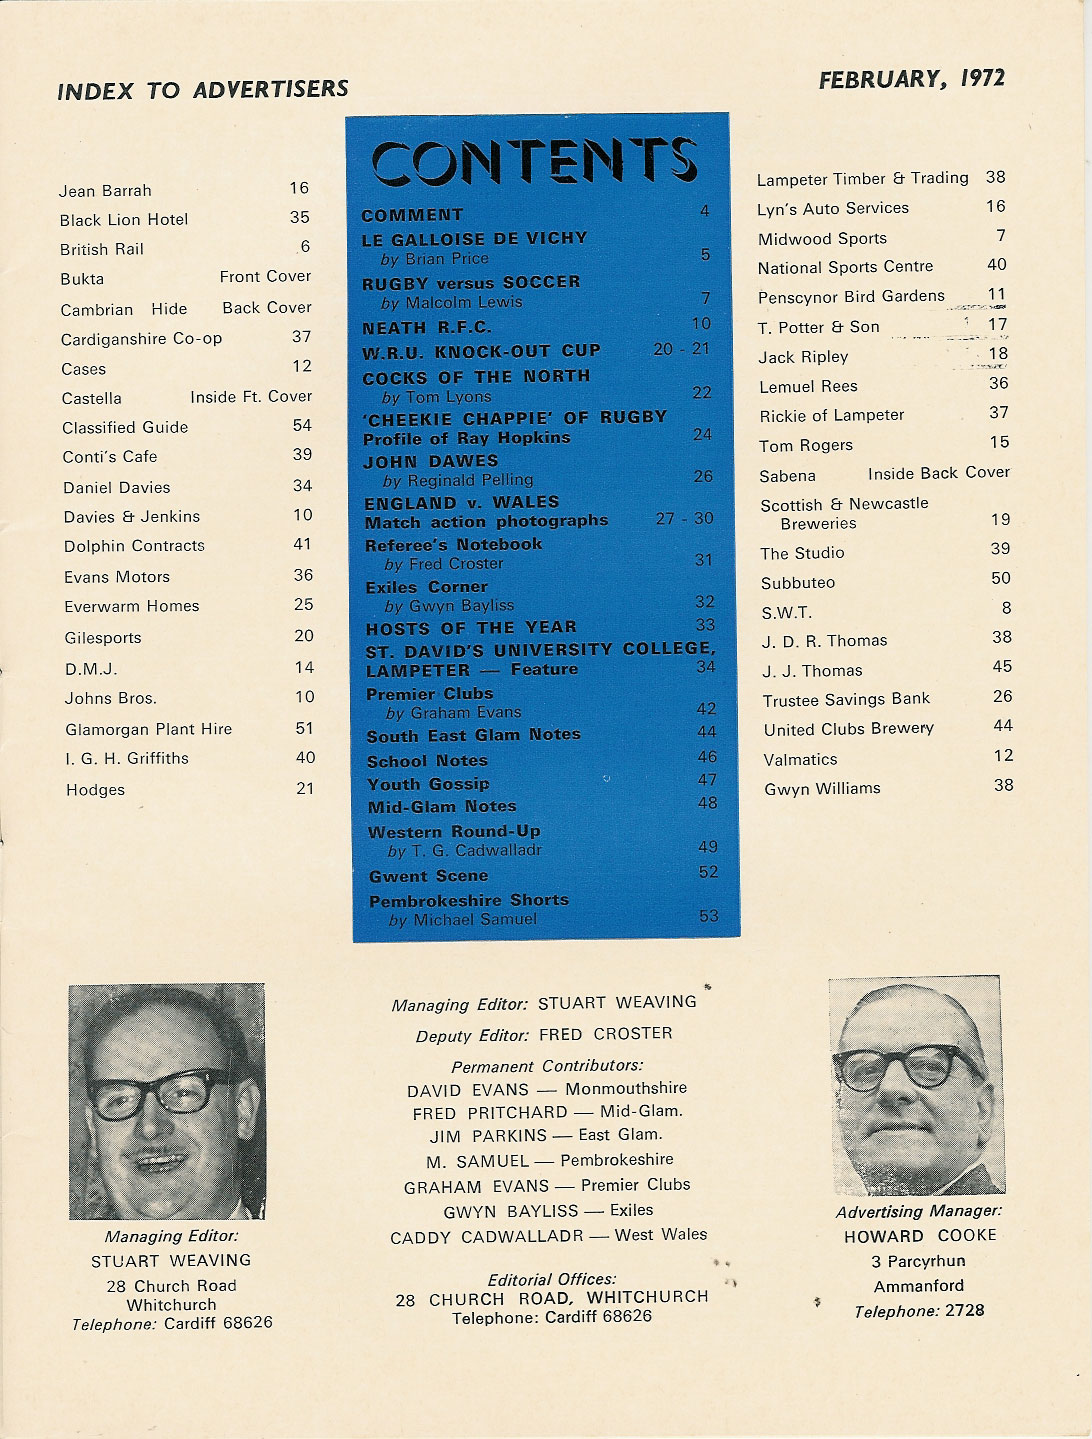 INDEX TO ADVERTISERS
FEBRUARY, 1972
Jean Barrah 16
Black Lion Hotel 35
British Rail 6
Bukta Front Cover
Cambrian Hide Back Cover
Cardiganshire Co-op 37
Cases 12
Castella Inside Ft. Cover
Classified Guide 54
Conti's Cafe 39
Daniel Davies 34
Davies & Jenkins 10
Dolphin Contracts 41
Evans Motors 36
Everwarm Homes 25
Gilesports 20
D.M.J. 14
Johns Bros. 10
Glamorgan Plant Hire 51
I. G. H. Griffiths 40
Hodges 21
CONTENTS
COMMENT 4
LE GALLOISE DE VICHY
by Brian Price 5
RUGBY versus SOCCER
by Malcolm Lewis 7
NEATH R.F.C. 10
W.R.U. KNOCK-OUT CUP 20 - 21
COCKS OF THE NORTH
by Tom Lyons 22
'CHEEKIE CHAPPIE' OF RUGBY
Profile of Ray Hopkins 24
JOHN DAWES
by Reginald Pelling 26
ENGLAND v. WALES
Match action photographs 27 - 30
Referee's Notebook
by Fred Croster 31
Exiles Corner
by Gwyn Bayliss 32
HOSTS OF THE YEAR 33
ST. DAVID'S UNIVERSITY COLLEGE,
LAMPETER — Feature 34
Premier Clubs
by Graham Evans 42
South East Glam Notes 44
School Notes 46
Youth Gossip 47
Mid-Glam Notes 48
Western Round-Up
by T. G. Cadwalladr 49
Gwent Scene 52
Pembrokeshire Shorts
by Michael Samuel 53
Lampeter Timber & Trading 38
Lyn's Auto Services 16
Midwood Sports 7
National Sports Centre 40
Penscynor Bird Gardens 11
T. Potter & Son 17
Jack Ripley 18
Lemuel Rees 36
Rickie of Lampeter 37
Tom Rogers 15
Sabena Inside Back Cover
Scottish & Newcastle
Breweries 19
The Studio 39
Subbuteo 50
S.W.T. 8
J. D. R. Thomas 38
J. J. Thomas 45
Trustee Savings Bank 26
United Clubs Brewery 44
Valmatics 12
Gwyn Williams 38
Managing Editor:
STUART WEAVING
28 Church Road
Whitchurch
Telephone: Cardiff 68626
Managing Editor: STUART WEAVING
Deputy Editor: FRED CROSTER
Permanent Contributors:
DAVID EVANS — Monmouthshire
FRED PRITCHARD — Mid-Glam.
JIM PARKINS — East Glam.
M. SAMUEL — Pembrokeshire
GRAHAM EVANS — Premier Clubs
GWYN BAYLISS — Exiles
CADDY CADWALLADR — West Wales
Editorial Offices:
28 CHURCH ROAD, WHITCHURCH
Telephone: Cardiff 68626
Advertising Manager:
HOWARD COOKE
3 Parcyrhun
Ammanford
Telephone: 2728